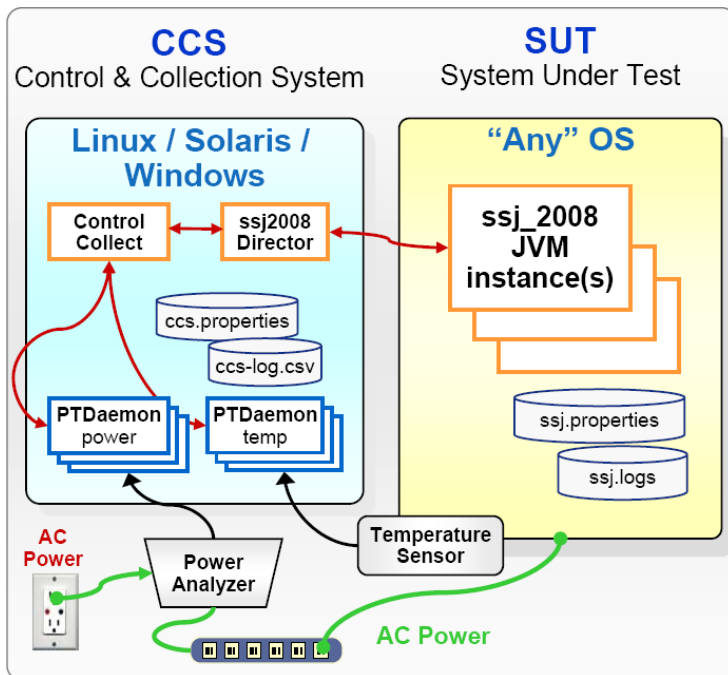 CCS
Control & Collection System
SUT
System Under Test
Linux / Solaris /
Windows
Control
Collect
ssj2008
Director
ccs.properties
ccs-log.csv
PTDaemon
power
PTDaemon
temp
“Any” OS
ssj_2008
JVM
instance(s)
ssj.properties
ssj.logs
AC
Power
Power
Analyzer
Temperature
Sensor
AC Power